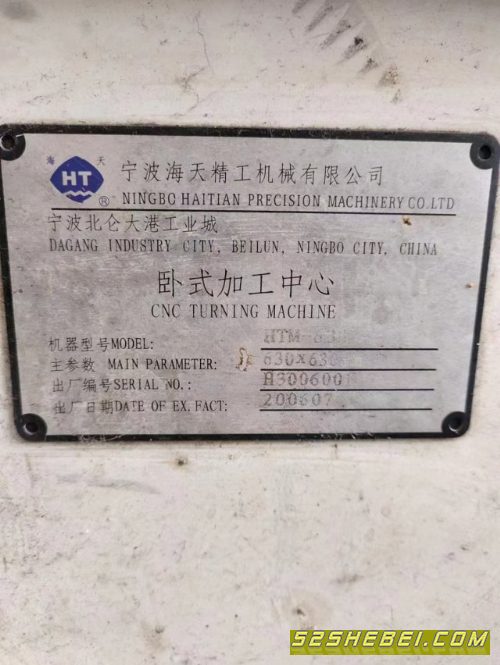 海天
HT
®
宁波海天精工机械有限公司
NINGBO HAITIAN PRECISION MACHINERY CO.LTD
宁波北仑大港工业城
DAGANG INDUSTRY CITY, BEILUN, NINGBO CITY, CHINA
卧式加工中心
CNC TURNING MACHINE
机器型号MODEL:
主参数 MAIN PARAMETER: 630×630
出厂编号SERIAL NO.:
出厂日期DATE OF EX.FACT: 200607
52SHEBEI.COM